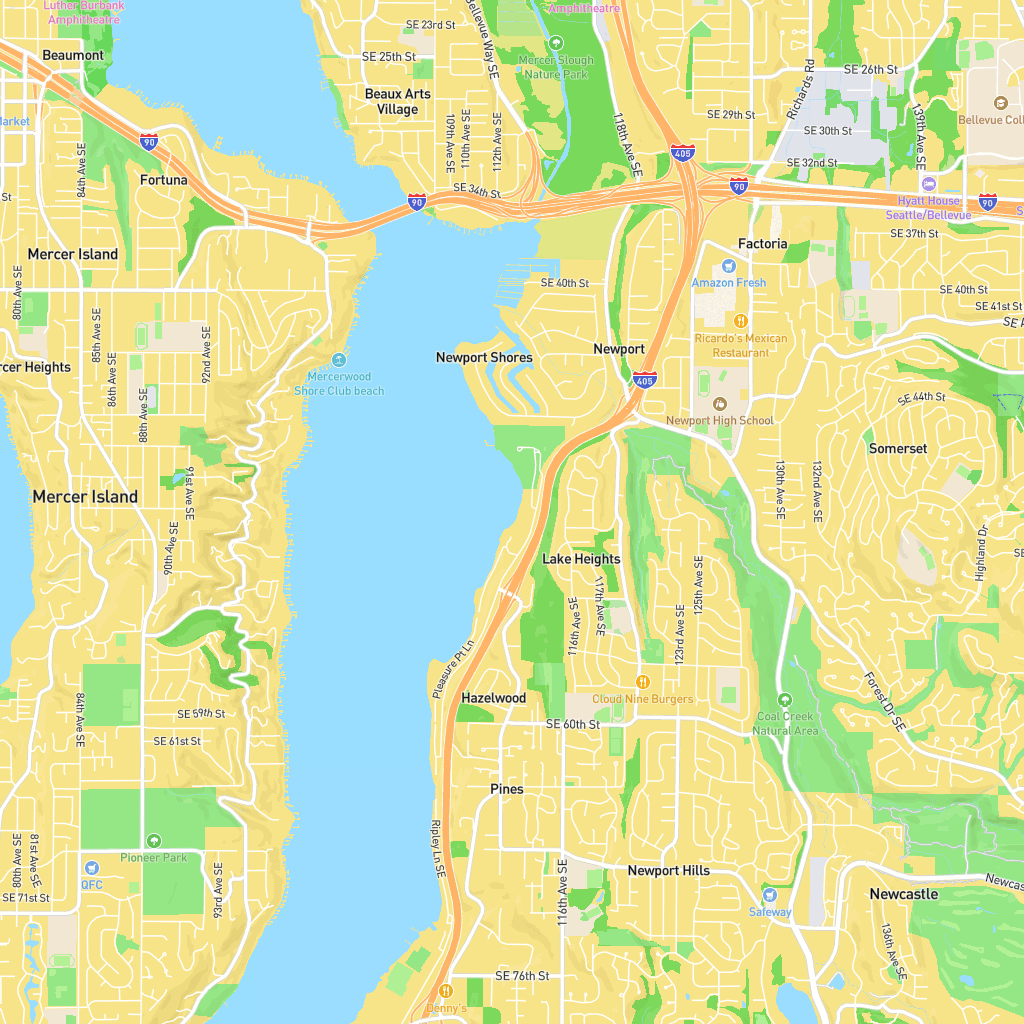 Luther Burbank
Amphitheatre
Beaumont
SE 23rd St
SE 25th St
Bellevue Way SE
Amphitheatre
Mercer Slough
Nature Park
SE 26th St
Richards Rd
Beaux Arts
Village
Market
109th Ave SE
110th Ave SE
112th Ave SE
118th Ave SE
SE 29th St
SE 30th St
139th Ave SE
90
405
SE 32nd St
84th Ave SE
Fortuna
SE 34th St
90
90
Hyatt House
Seattle/Bellevue
90
SE 37th St
St
Mercer Island
Factoria
80th Ave SE
SE 40th St
Amazon Fresh
SE 40th St
SE 41st St
85th Ave SE
92nd Ave SE
Newport Shores
Newport
Ricardo's Mexican
Restaurant
86th Ave SE
Mercerwood
Shore Club beach
405
88th Ave SE
SE 44th St
Newport High School
Somerset
91st Ave SE
130th Ave SE
132nd Ave SE
Mercer Island
90th Ave SE
Highland Dr
Lake Heights
116th Ave SE
117th Ave SE
125th Ave SE
123rd Ave SE
Pleasure Pt Ln
Hazelwood
Cloud Nine Burgers
Forest Dr SE
84th Ave SE
SE 59th St
SE 60th St
Coal Creek
Natural Area
SE 61st St
Pines
80th Ave SE
81st Ave SE
Pioneer Park
Ripley Ln SE
QFC
93rd Ave SE
116th Ave SE
Newport Hills
SE 71st St
Safeway
Newcastle
136th Ave SE
SE 76th St
Denny's